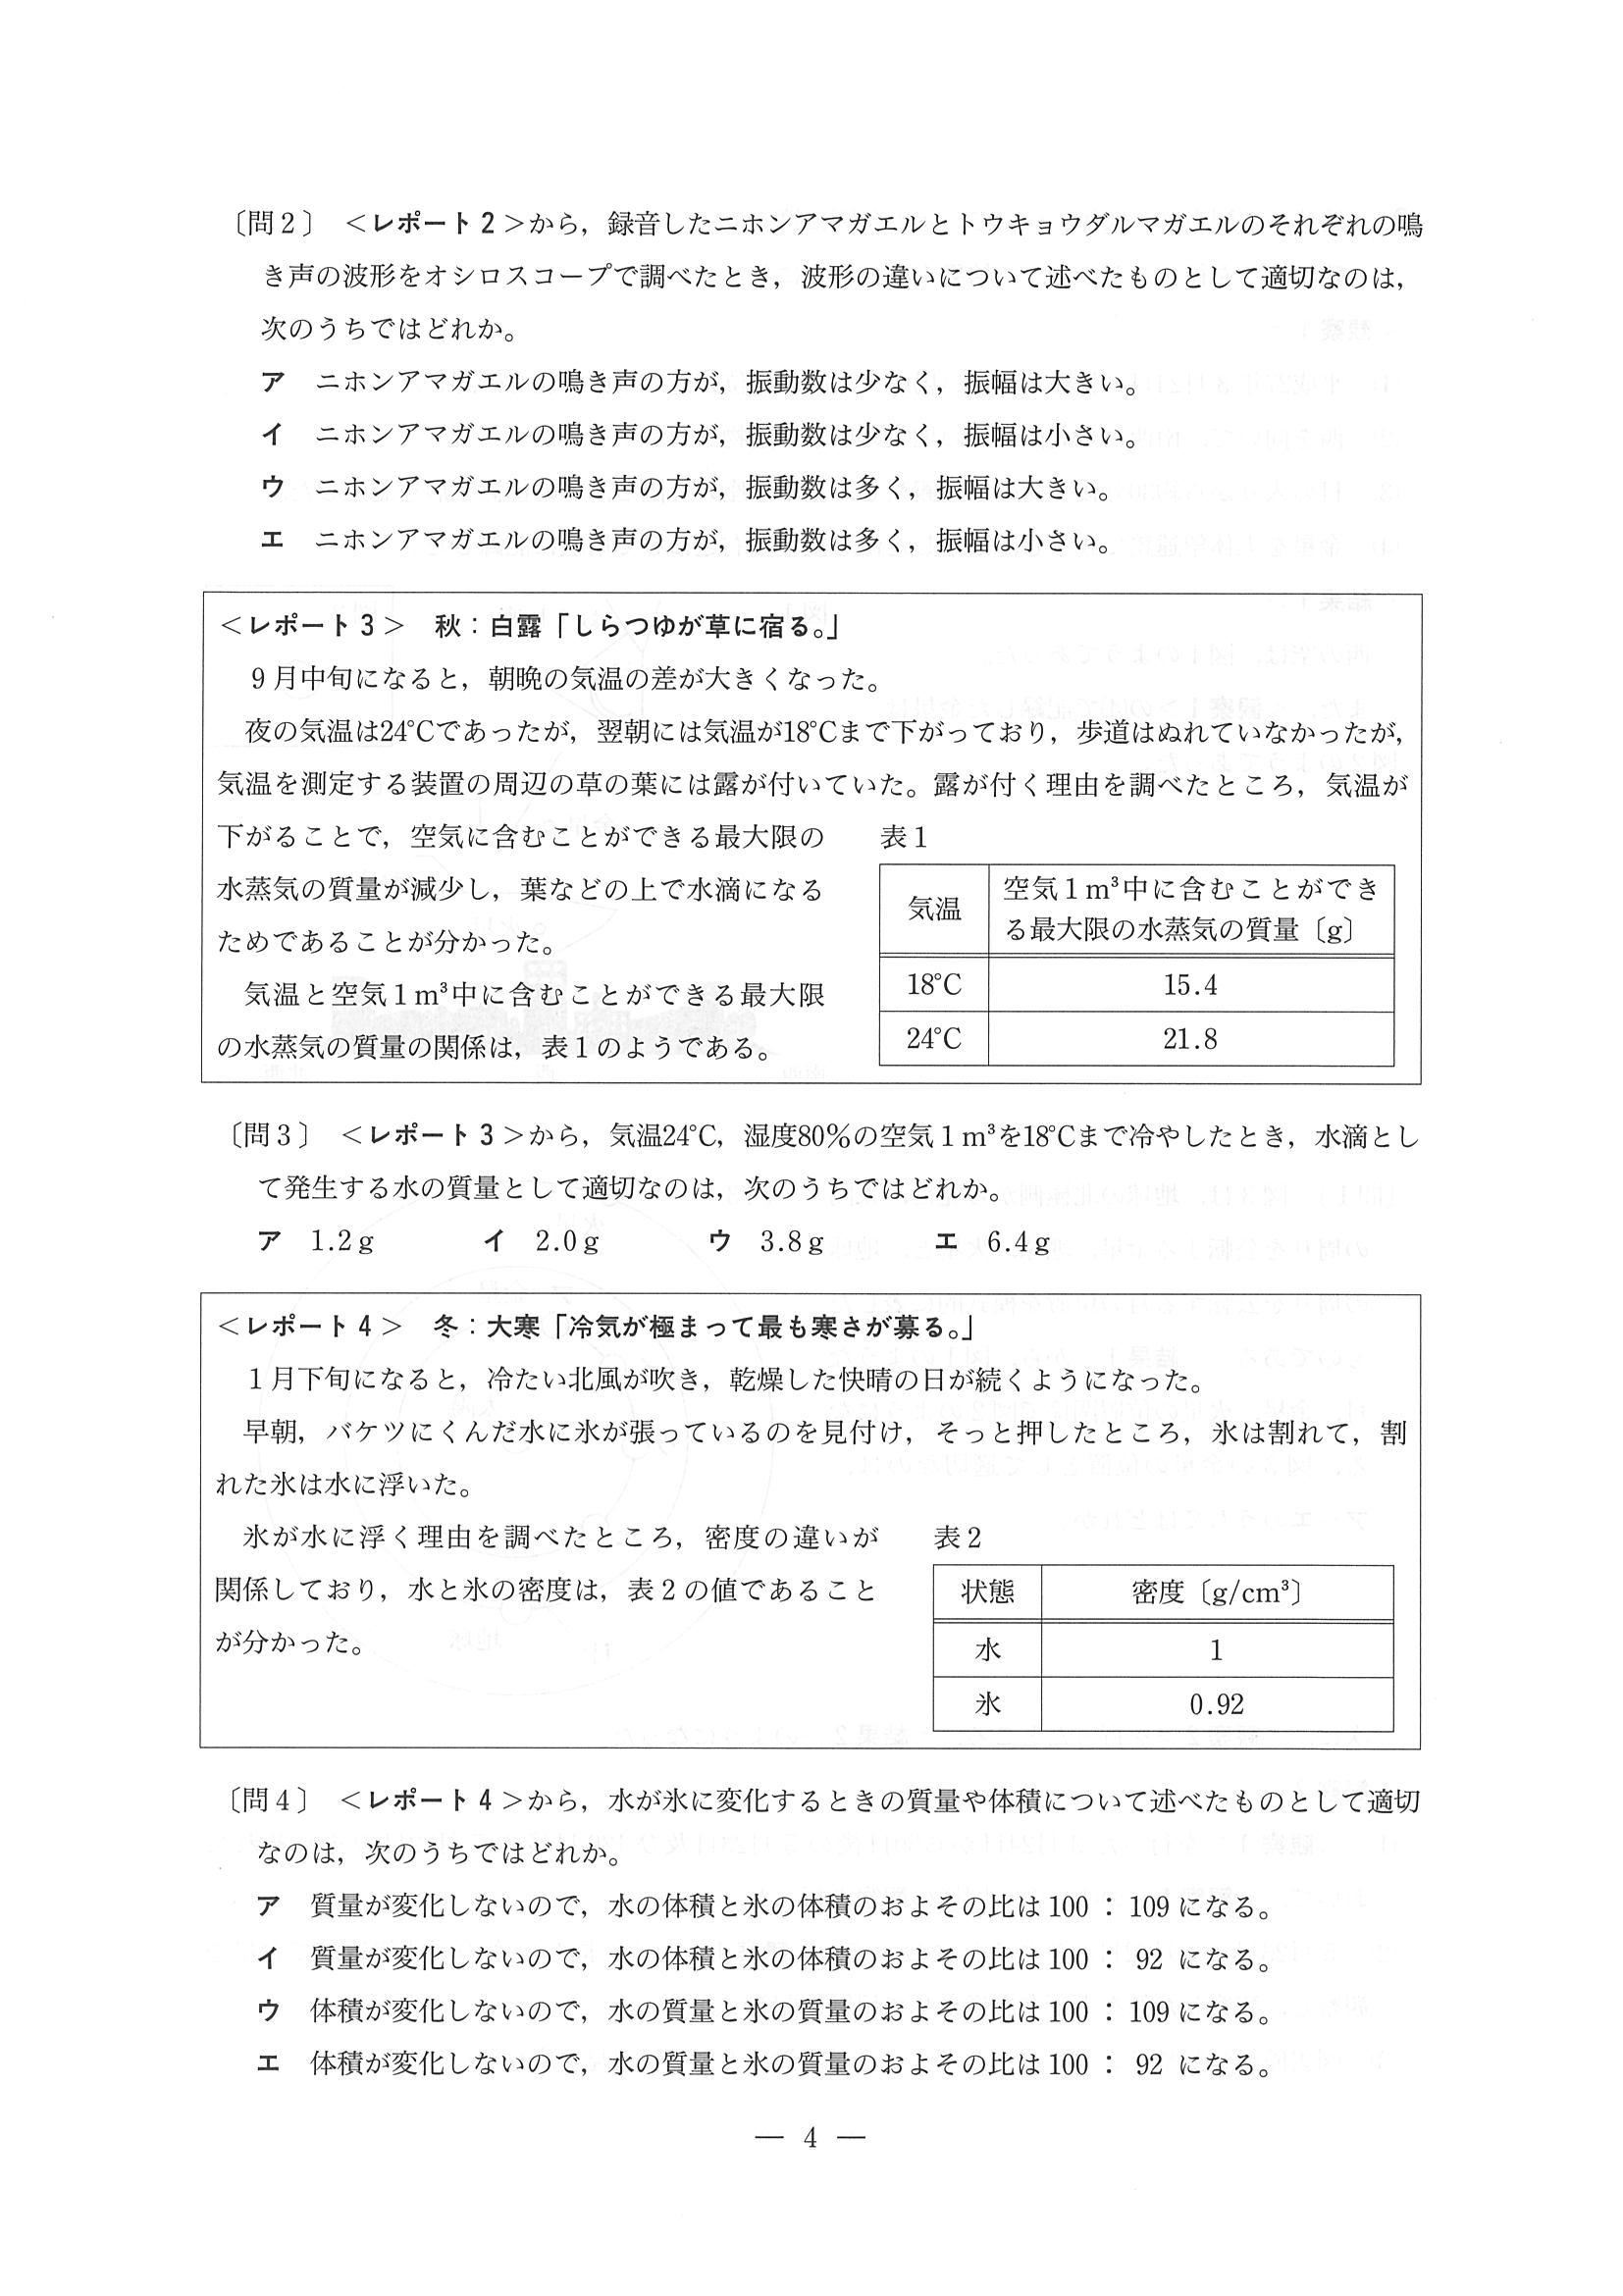 〔問２〕 ＜レポート２＞から，録音したニホンアマガエルとトウキョウダルマガエルのそれぞれの鳴
き声の波形をオシロスコープで調べたとき，波形の違いについて述べたものとして適切なのは，
次のうちではどれか。
ア ニホンアマガエルの鳴き声の方が，振動数は少なく，振幅は大きい。
イ ニホンアマガエルの鳴き声の方が，振動数は少なく，振幅は小さい。
ウ ニホンアマガエルの鳴き声の方が，振動数は多く，振幅は大きい。
エ ニホンアマガエルの鳴き声の方が，振動数は多く，振幅は小さい。
＜レポート３＞ 秋：白露「しらつゆが草に宿る。」
９月中旬になると，朝晩の気温の差が大きくなった。
夜の気温は24℃であったが，翌朝には気温が18℃まで下がっており，歩道はぬれていなかったが，
気温を測定する装置の周辺の草の葉には露が付いていた。露が付く理由を調べたところ，気温が
下がることで，空気に含むことができる最大限の
水蒸気の質量が減少し，葉などの上で水滴になる
ためであることが分かった。
気温と空気１m³中に含むことができる最大限
の水蒸気の質量の関係は，表１のようである。
表１
気温 空気１m³中に含むことができ
る最大限の水蒸気の質量〔g〕
18℃ 15.4
24℃ 21.8
〔問３〕 ＜レポート３＞から，気温24℃，湿度80％の空気１m³を18℃まで冷やしたとき，水滴とし
て発生する水の質量として適切なのは，次のうちではどれか。
ア 1.2g イ 2.0g ウ 3.8g エ 6.4g
＜レポート４＞ 冬：大寒「冷気が極まって最も寒さが募る。」
１月下旬になると，冷たい北風が吹き，乾燥した快晴の日が続くようになった。
早朝，バケツにくんだ水に氷が張っているのを見付け，そっと押したところ，氷は割れて，割
れた氷は水に浮いた。
氷が水に浮く理由を調べたところ，密度の違いが
関係しており，水と氷の密度は，表２の値であること
が分かった。
表２
状態 密度〔g/cm³〕
水 1
氷 0.92
〔問４〕 ＜レポート４＞から，水が氷に変化するときの質量や体積について述べたものとして適切
なのは，次のうちではどれか。
ア 質量が変化しないので，水の体積と氷の体積のおよその比は100：109になる。
イ 質量が変化しないので，水の体積と氷の体積のおよその比は100：92になる。
ウ 体積が変化しないので，水の質量と氷の質量のおよその比は100：109になる。
エ 体積が変化しないので，水の質量と氷の質量のおよその比は100：92になる。
— 4 —